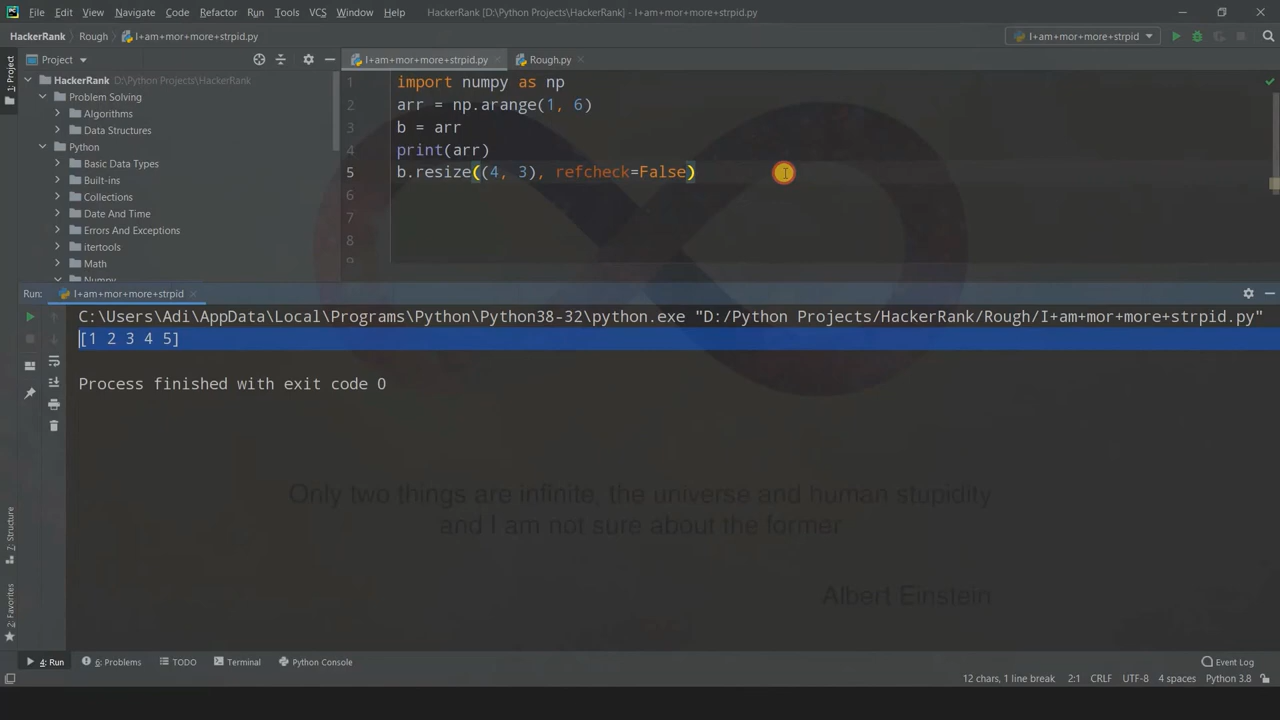 File Edit View Navigate Code Refactor Run Tools VCS Window Help HackerRank [D:\Python Projects\HackerRank] - I+am+mor+more+strpid.py
HackerRank Rough I+am+mor+more+strpid.py I+am+mor+more+strpid
Project I+am+mor+more+strpid.py Rough.py
1: Project
HackerRank D:\Python Projects\HackerRank
Problem Solving
Algorithms
Data Structures
Python
Basic Data Types
Built-ins
Collections
Date And Time
Errors And Exceptions
itertools
Math
Numpy
1 import numpy as np
2 arr = np.arange(1, 6)
3 b = arr
4 print(arr)
5 b.resize((4, 3), refcheck=False)
6
7
8
9
Run: I+am+mor+more+strpid
C:\Users\Adi\AppData\Local\Programs\Python\Python38-32\python.exe "D:/Python Projects/HackerRank/Rough/I+am+mor+more+strpid.py"
[1 2 3 4 5]
Process finished with exit code 0
Only two things are infinite, the universe and human stupidity
and I am not sure about the former
Albert Einstein
7: Structure
2: Favorites
4: Run 6: Problems TODO Terminal Python Console Event Log
12 chars, 1 line break 2:1 CRLF UTF-8 4 spaces Python 3.8